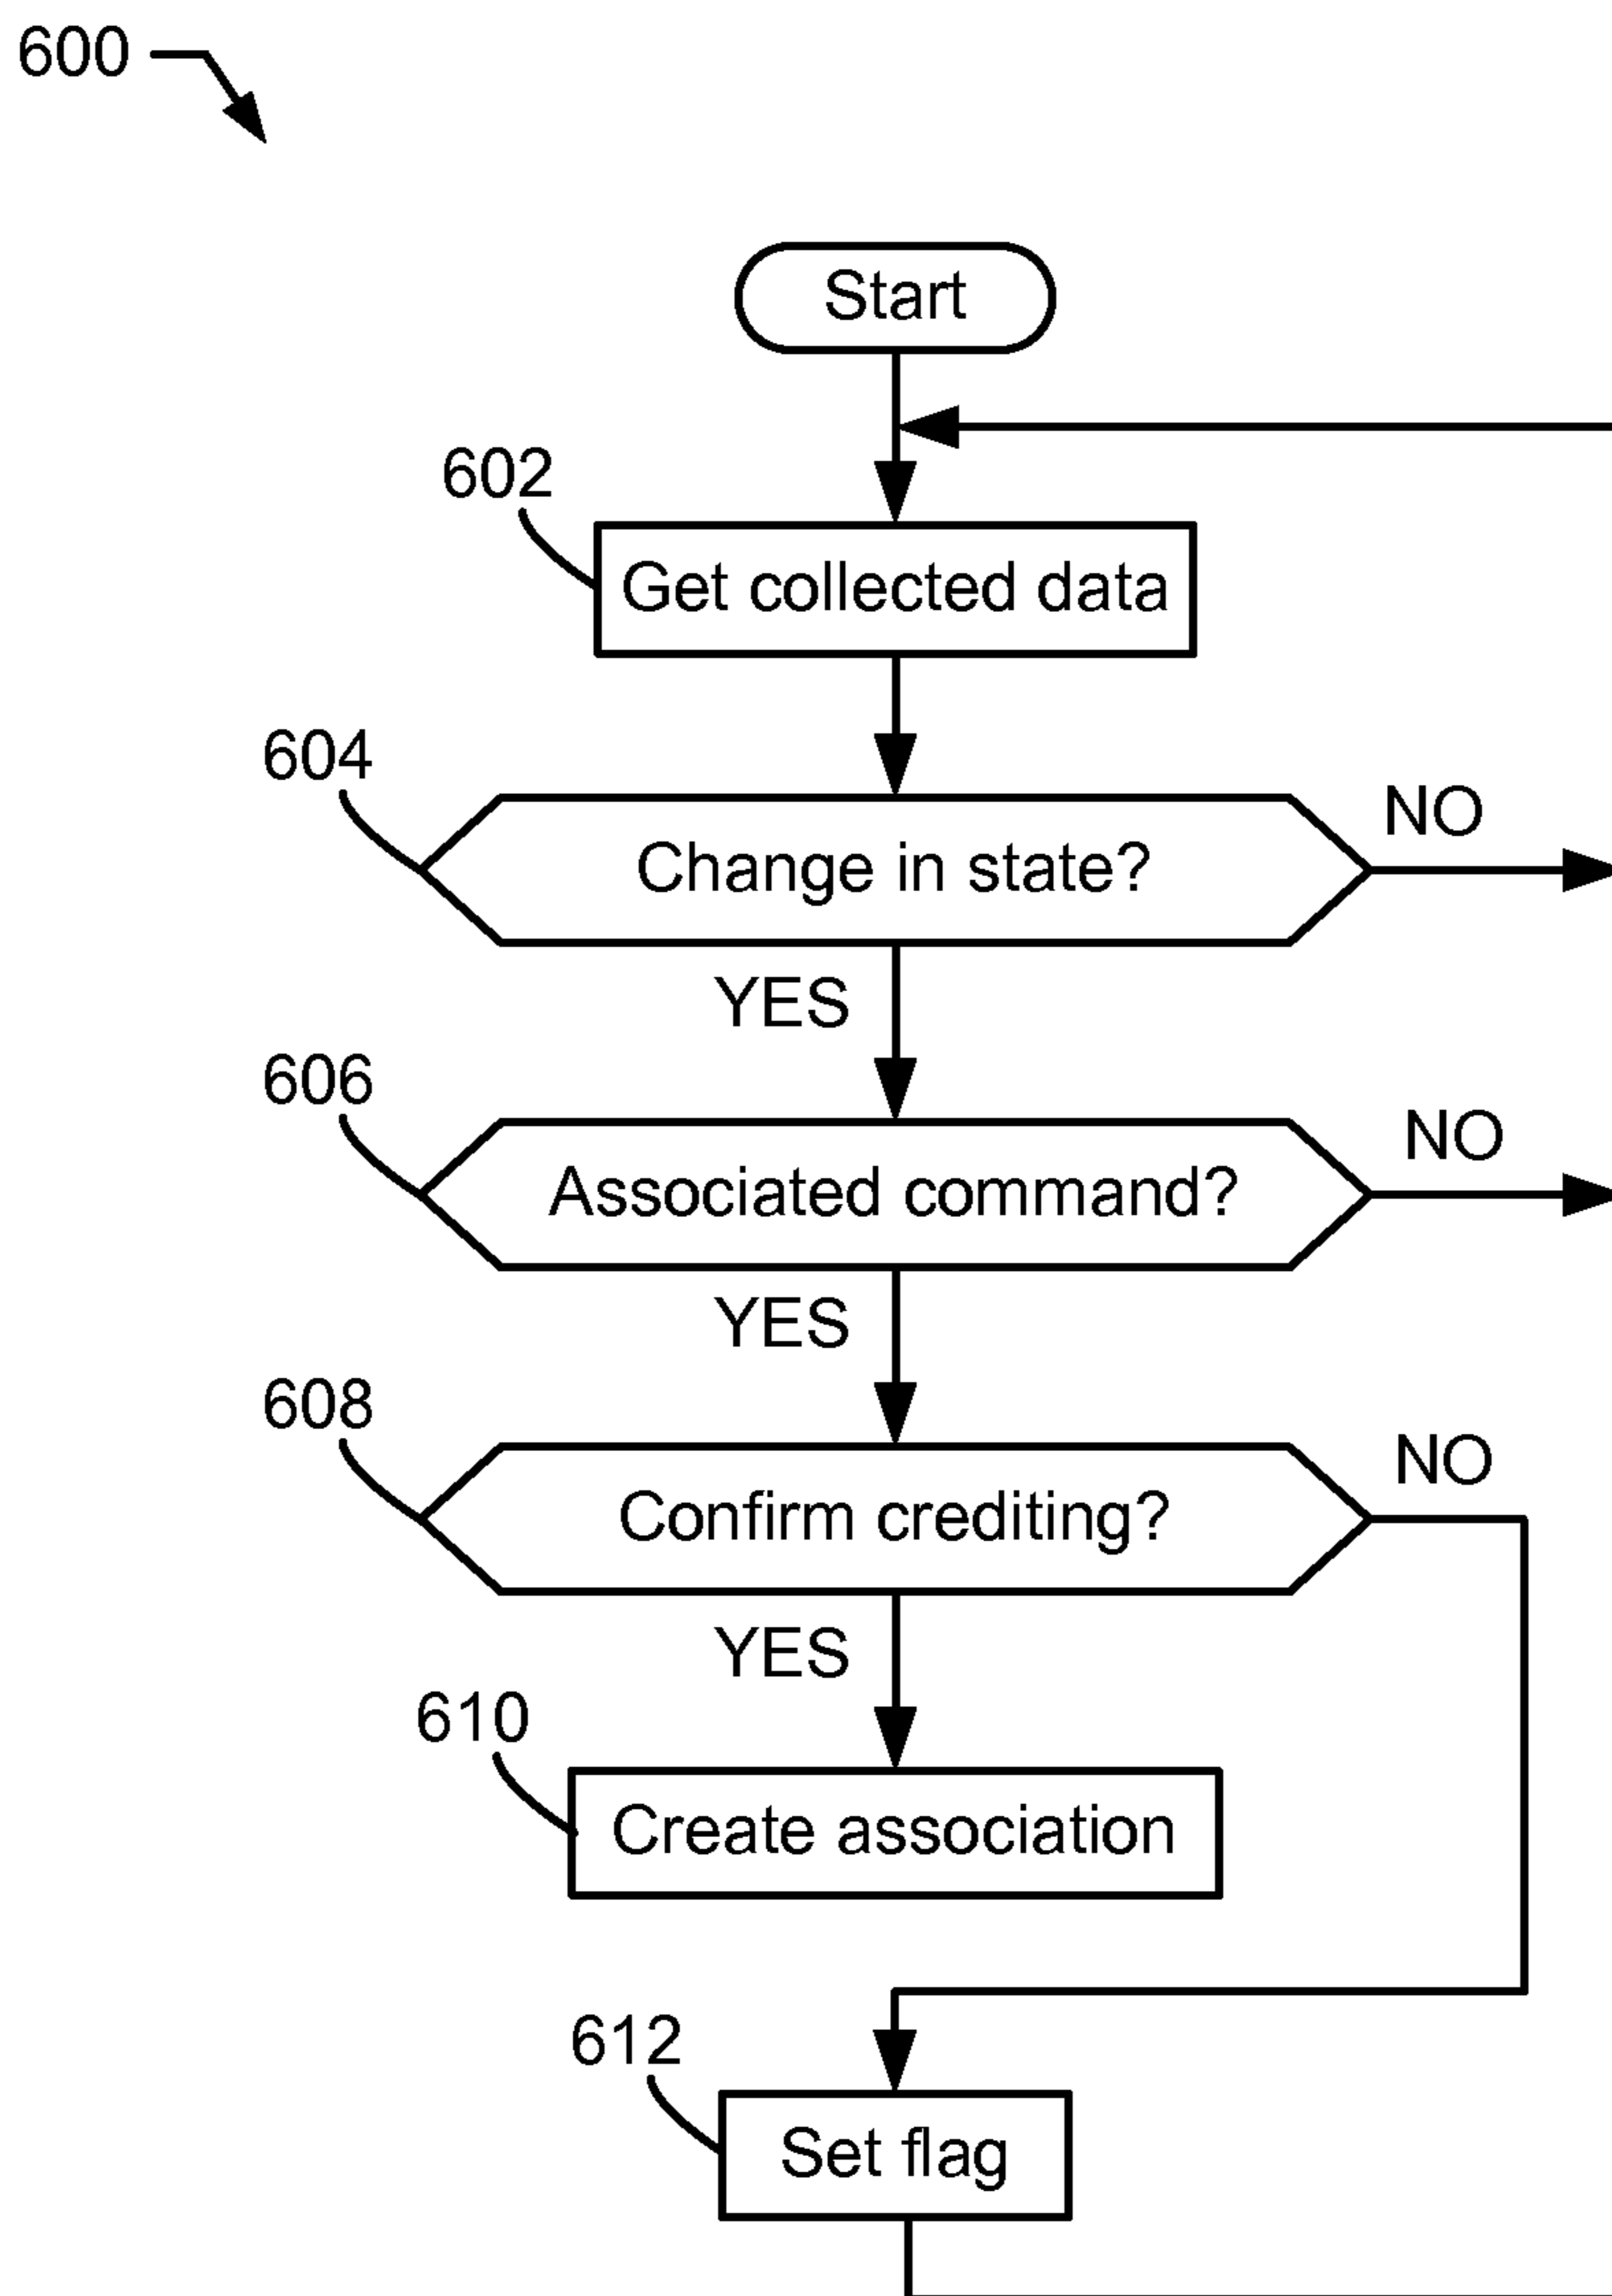 600
Start
602
Get collected data
604
Change in state?
NO
YES
606
Associated command?
NO
YES
608
Confirm crediting?
NO
YES
610
Create association
612
Set flag